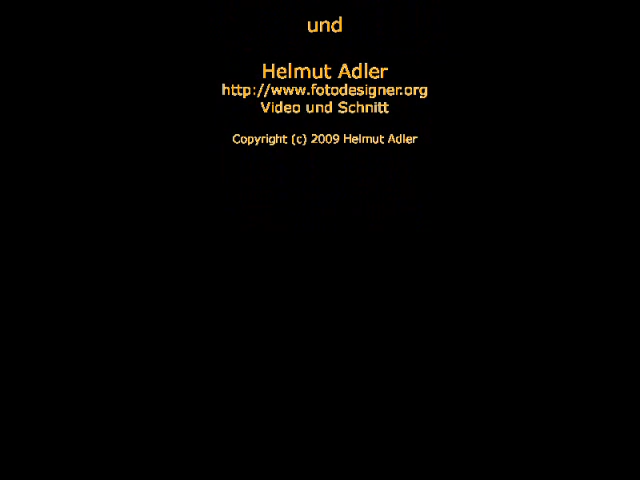 und
Helmut Adler
http://www.fotodesigner.org
Video und Schnitt
Copyright (c) 2009 Helmut Adler